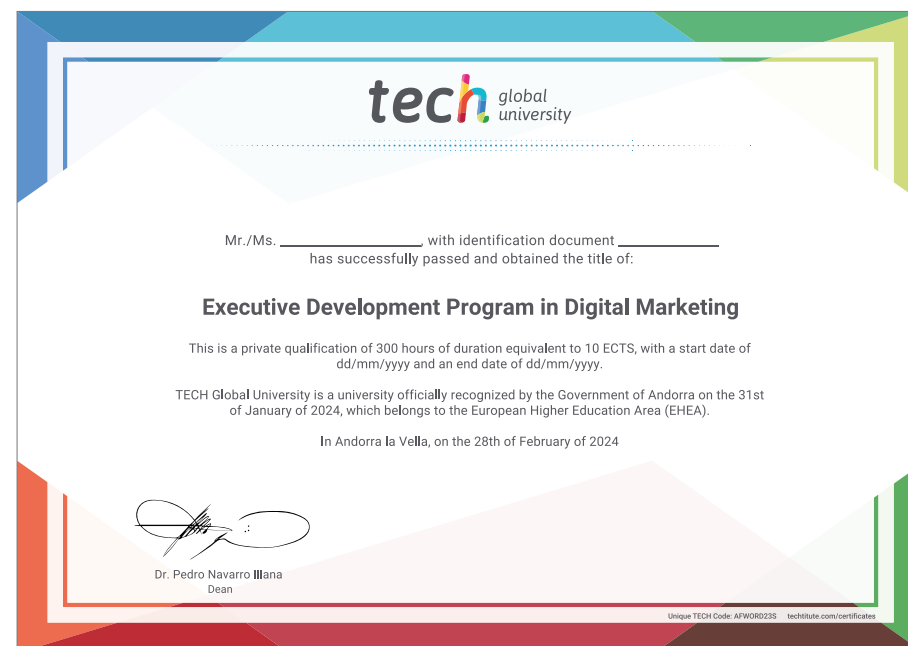 tech global university
Mr./Ms. ____________, with identification document ____________
has successfully passed and obtained the title of:
Executive Development Program in Digital Marketing
This is a private qualification of 300 hours of duration equivalent to 10 ECTS, with a start date of
dd/mm/yyyy and an end date of dd/mm/yyyy.
TECH Global University is a university officially recognized by the Government of Andorra on the 31st
of January of 2024, which belongs to the European Higher Education Area (EHEA).
In Andorra la Vella, on the 28th of February of 2024
Dr. Pedro Navarro Illana
Dean
Unique TECH Code: AFWORD23S techtitute.com/certificates